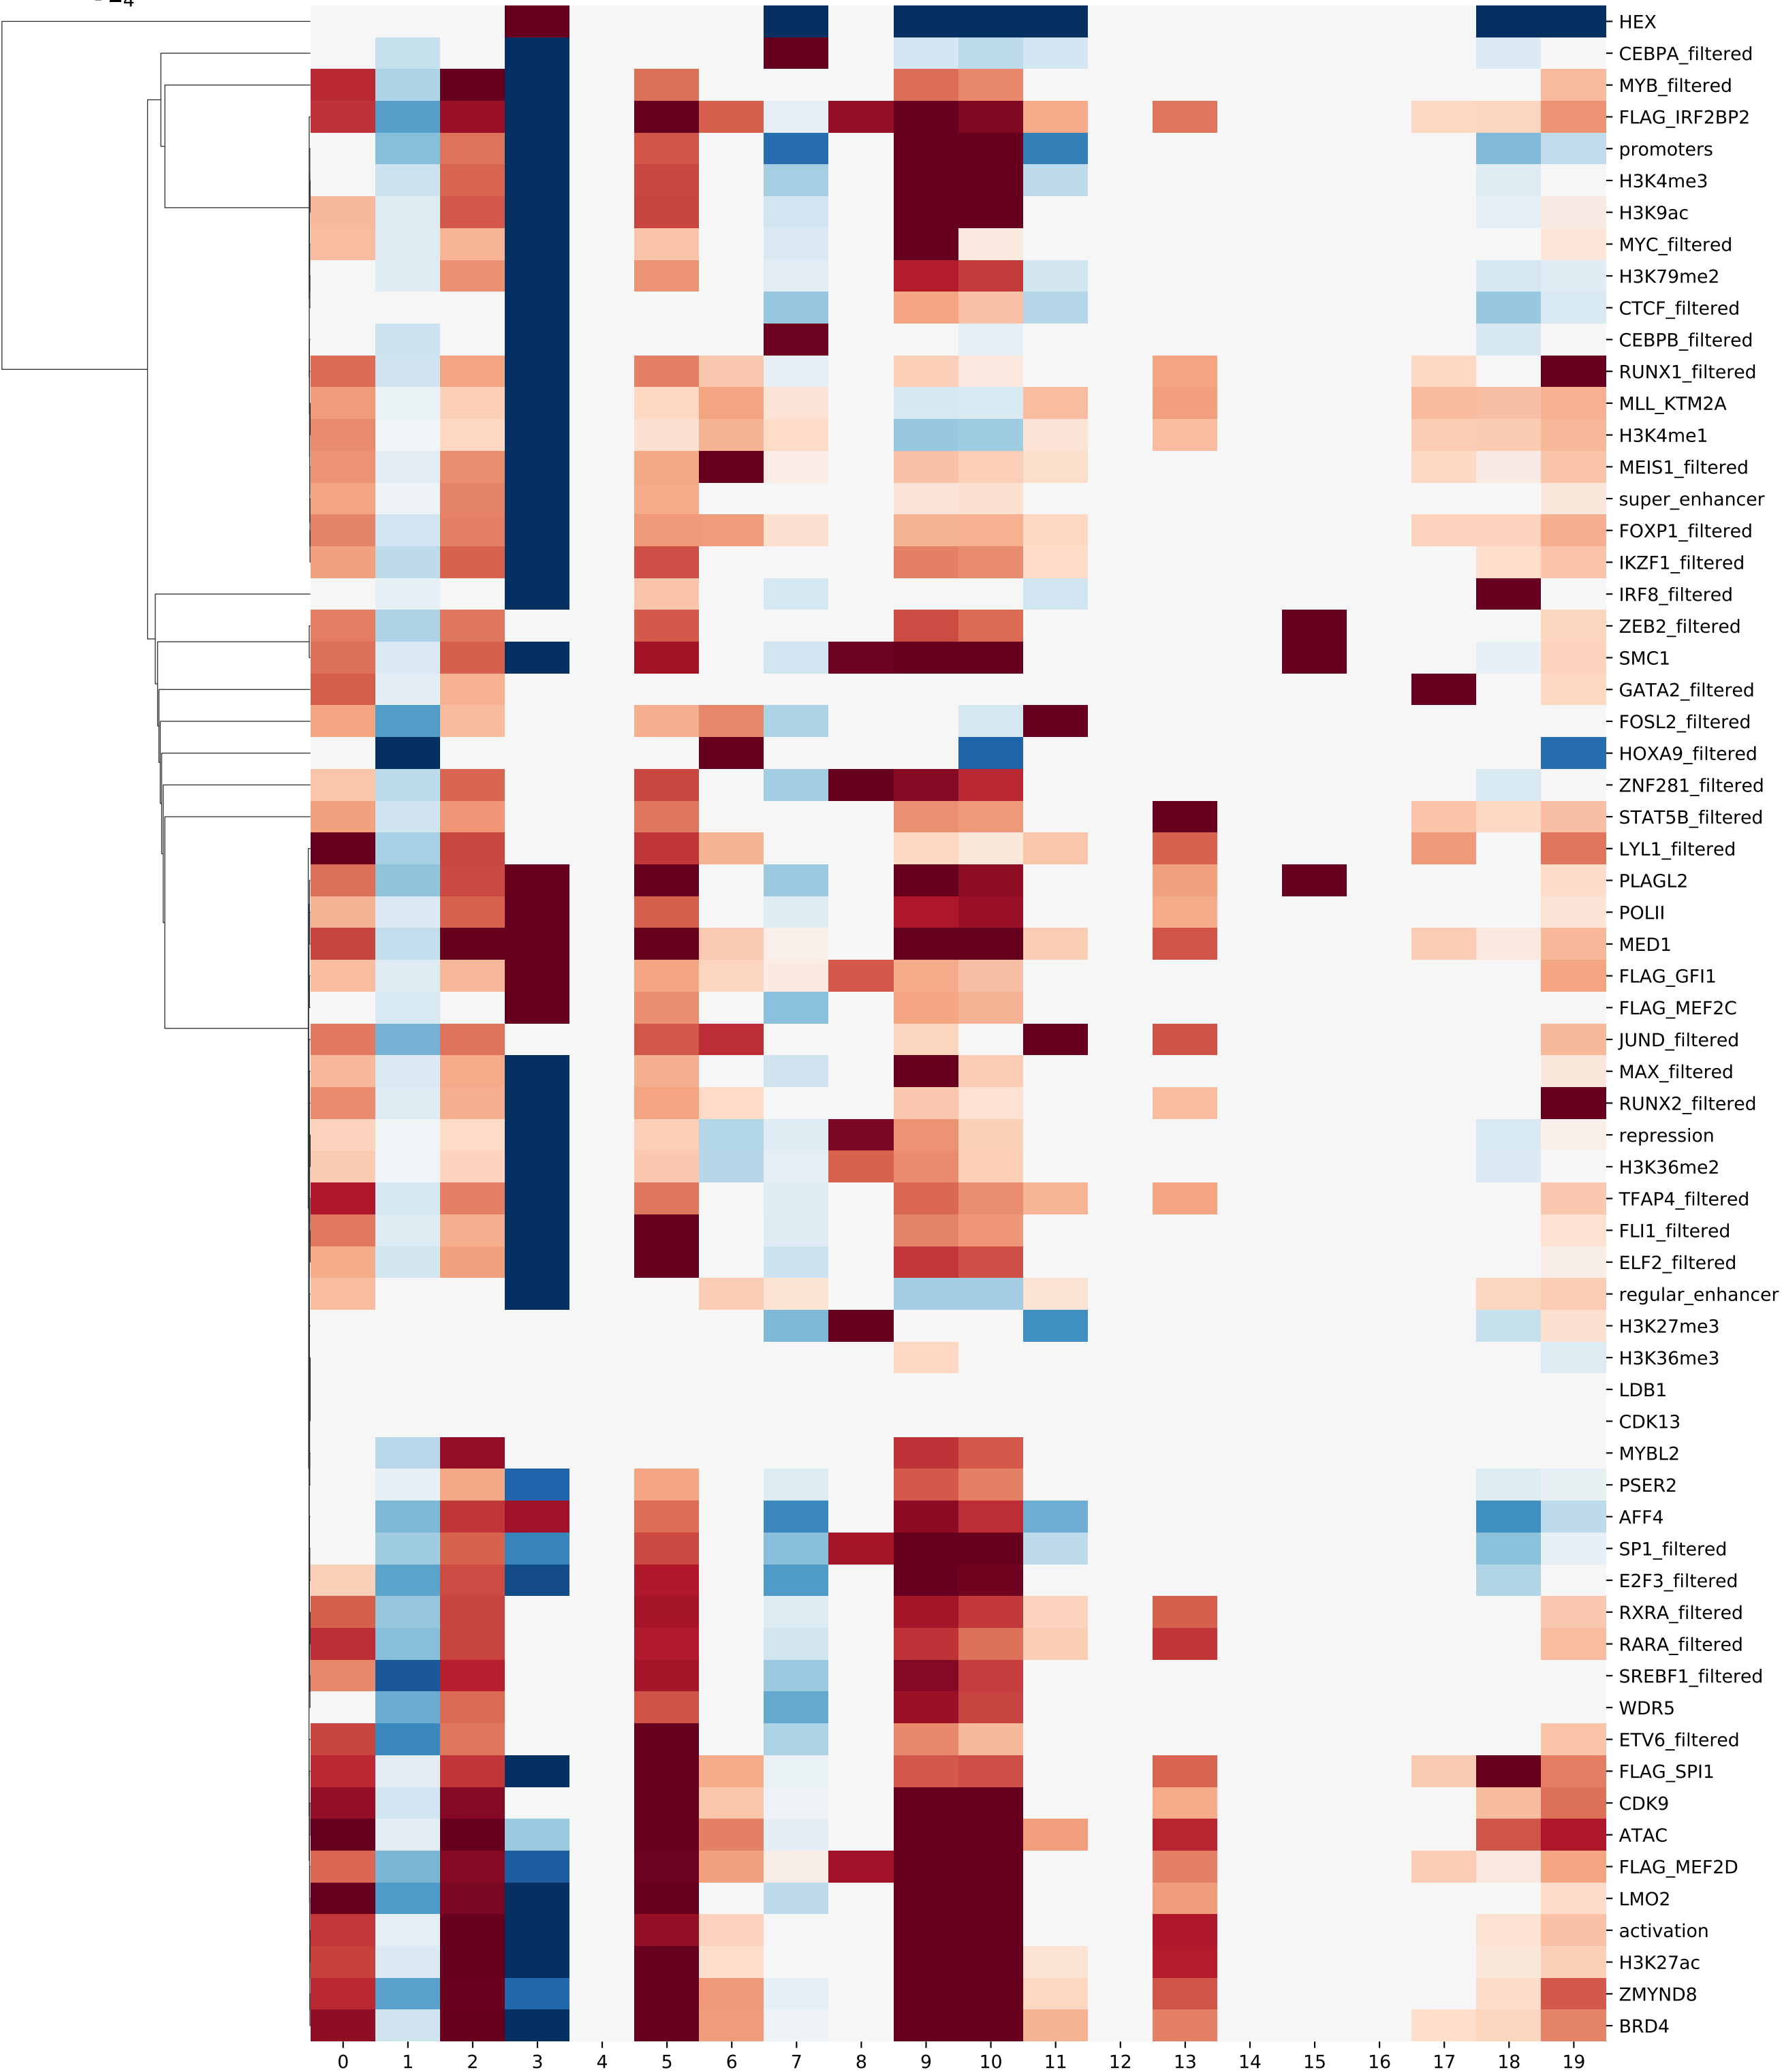 HEX
CEBPA_filtered
MYB_filtered
FLAG_IRF2BP2
promoters
H3K4me3
H3K9ac
MYC_filtered
H3K79me2
CTCF_filtered
CEBPB_filtered
RUNX1_filtered
MLL_KTM2A
H3K4me1
MEIS1_filtered
super_enhancer
FOXP1_filtered
IKZF1_filtered
IRF8_filtered
ZEB2_filtered
SMC1
GATA2_filtered
FOSL2_filtered
HOXA9_filtered
ZNF281_filtered
STAT5B_filtered
LYL1_filtered
PLAGL2
POLII
MED1
FLAG_GFI1
FLAG_MEF2C
JUND_filtered
MAX_filtered
RUNX2_filtered
repression
H3K36me2
TFAP4_filtered
FLI1_filtered
ELF2_filtered
regular_enhancer
H3K27me3
H3K36me3
LDB1
CDK13
MYBL2
PSER2
AFF4
SP1_filtered
E2F3_filtered
RXRA_filtered
RARA_filtered
SREBF1_filtered
WDR5
ETV6_filtered
FLAG_SPI1
CDK9
ATAC
FLAG_MEF2D
LMO2
activation
H3K27ac
ZMYND8
BRD4
0 1 2 3 4 5 6 7 8 9 10 11 12 13 14 15 16 17 18 19